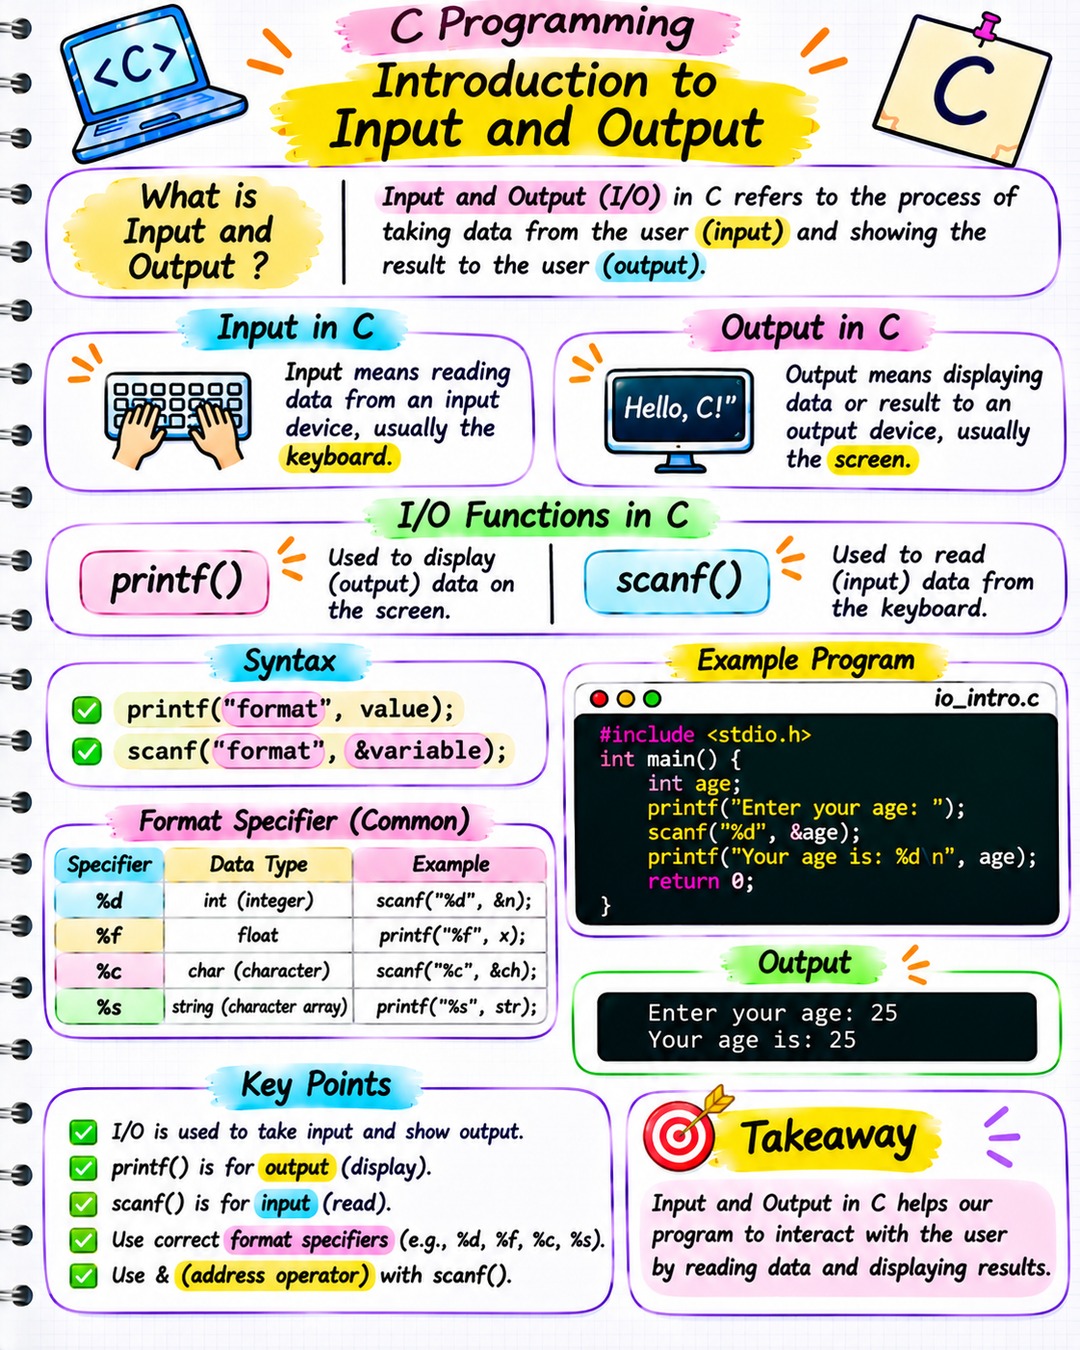 <C>
C Programming
C
Introduction to
Input and Output
What is
Input and
Output ?
Input and Output (I/O) in C refers to the process of
taking data from the user (input) and showing the
result to the user (output).
Input in C
Input means reading
data from an input
device, usually the
keyboard.
Output in C
Hello, C!"
Output means displaying
data or result to an
output device, usually
the screen.
I/O Functions in C
printf()
Used to display
(output) data on
the screen.
scanf()
Used to read
(input) data from
the keyboard.
Syntax
printf("format", value);
scanf("format", &variable);
Example Program
io_intro.c
#include <stdio.h>
int main() {
int age;
printf("Enter your age: ");
scanf("%d", &age);
printf("Your age is: %d\n", age);
return 0;
}
Format Specifier (Common)
Specifier Data Type Example
%d int (integer) scanf("%d", &n);
%f float printf("%f", x);
%c char (character) scanf("%c", &ch);
%s string (character array) printf("%s", str);
Output
Enter your age: 25
Your age is: 25
Key Points
I/O is used to take input and show output.
printf() is for output (display).
scanf() is for input (read).
Use correct format specifiers (e.g., %d, %f, %c, %s).
Use & (address operator) with scanf().
Takeaway
Input and Output in C helps our
program to interact with the user
by reading data and displaying results.